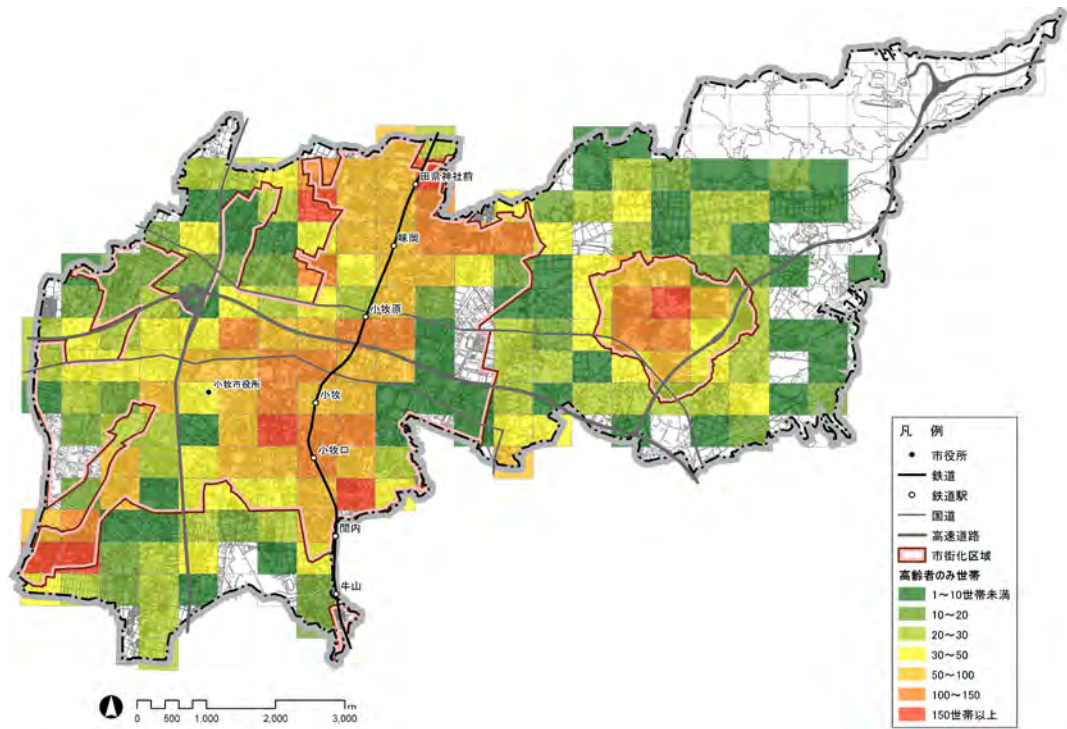 田県神社前
味岡
小牧原
小牧市役所
小牧
小牧口
間内
牛山
0 500 1,000 2,000 3,000 m
凡 例
市役所
鉄道
鉄道駅
国道
高速道路
市街化区域
高齢者のみ世帯
1～10世帯未満
10～20
20～30
30～50
50～100
100～150
150世帯以上